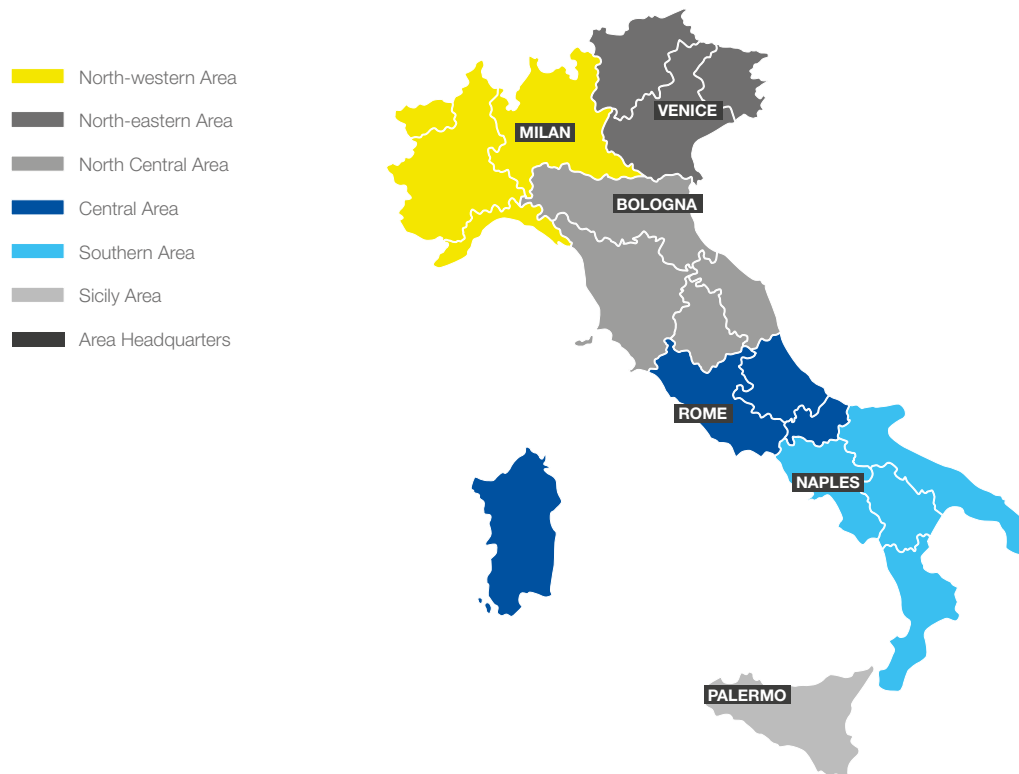 North-western Area
North-eastern Area
North Central Area
Central Area
Southern Area
Sicily Area
Area Headquarters
VENICE
MILAN
BOLOGNA
ROME
NAPLES
PALERMO